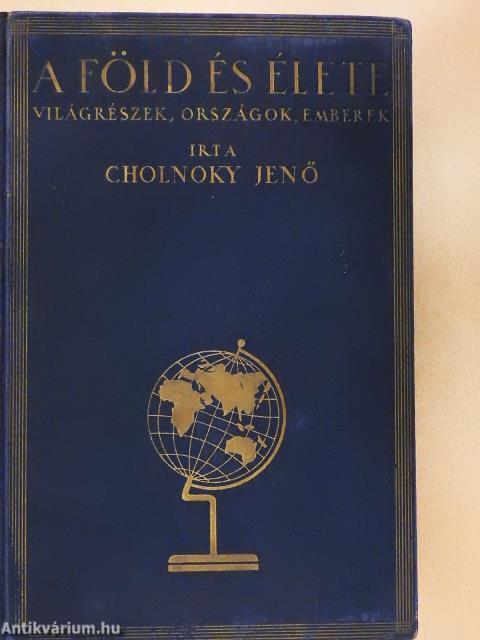 A FÖLD ÉS ÉLETE
VILÁGRÉSZEK, ORSZÁGOK, EMBEREK
IRTA
CHOLNOKY JENŐ
Antikvárium.hu